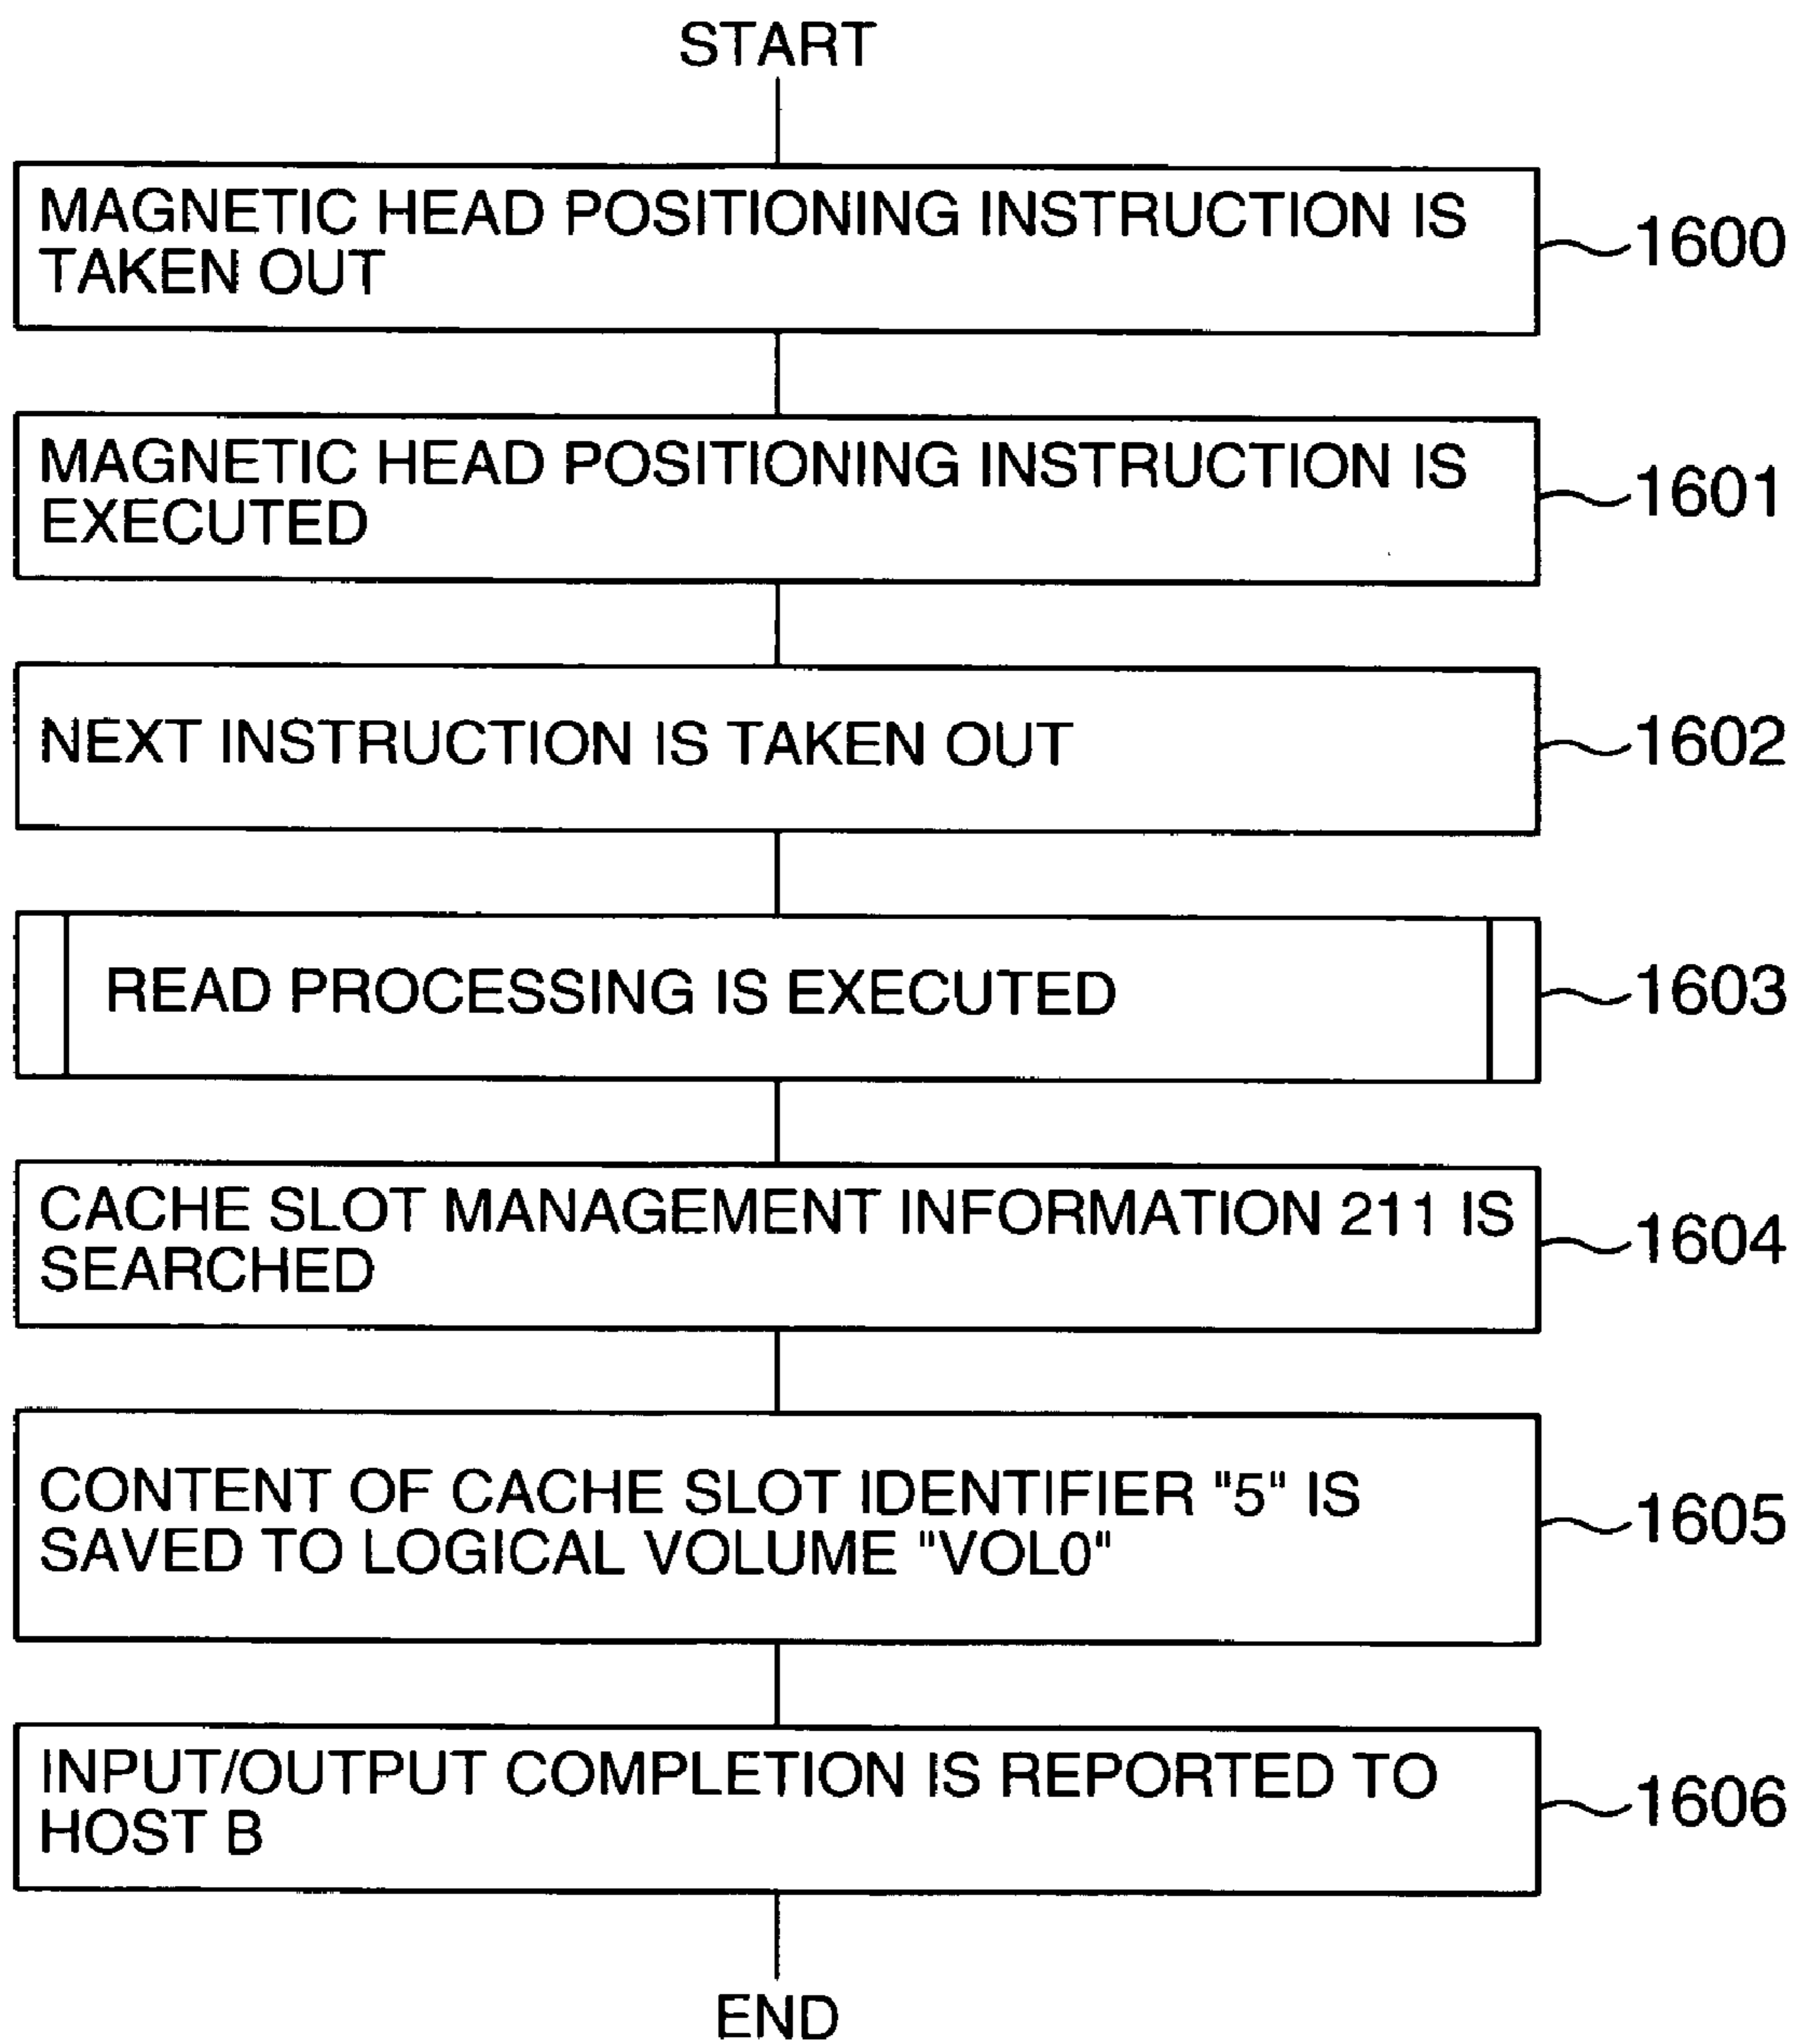 START
MAGNETIC HEAD POSITIONING INSTRUCTION IS
TAKEN OUT
1600
MAGNETIC HEAD POSITIONING INSTRUCTION IS
EXECUTED
1601
NEXT INSTRUCTION IS TAKEN OUT
1602
READ PROCESSING IS EXECUTED
1603
CACHE SLOT MANAGEMENT INFORMATION 211 IS
SEARCHED
1604
CONTENT OF CACHE SLOT IDENTIFIER "5" IS
SAVED TO LOGICAL VOLUME "VOL0"
1605
INPUT/OUTPUT COMPLETION IS REPORTED TO
HOST B
1606
END